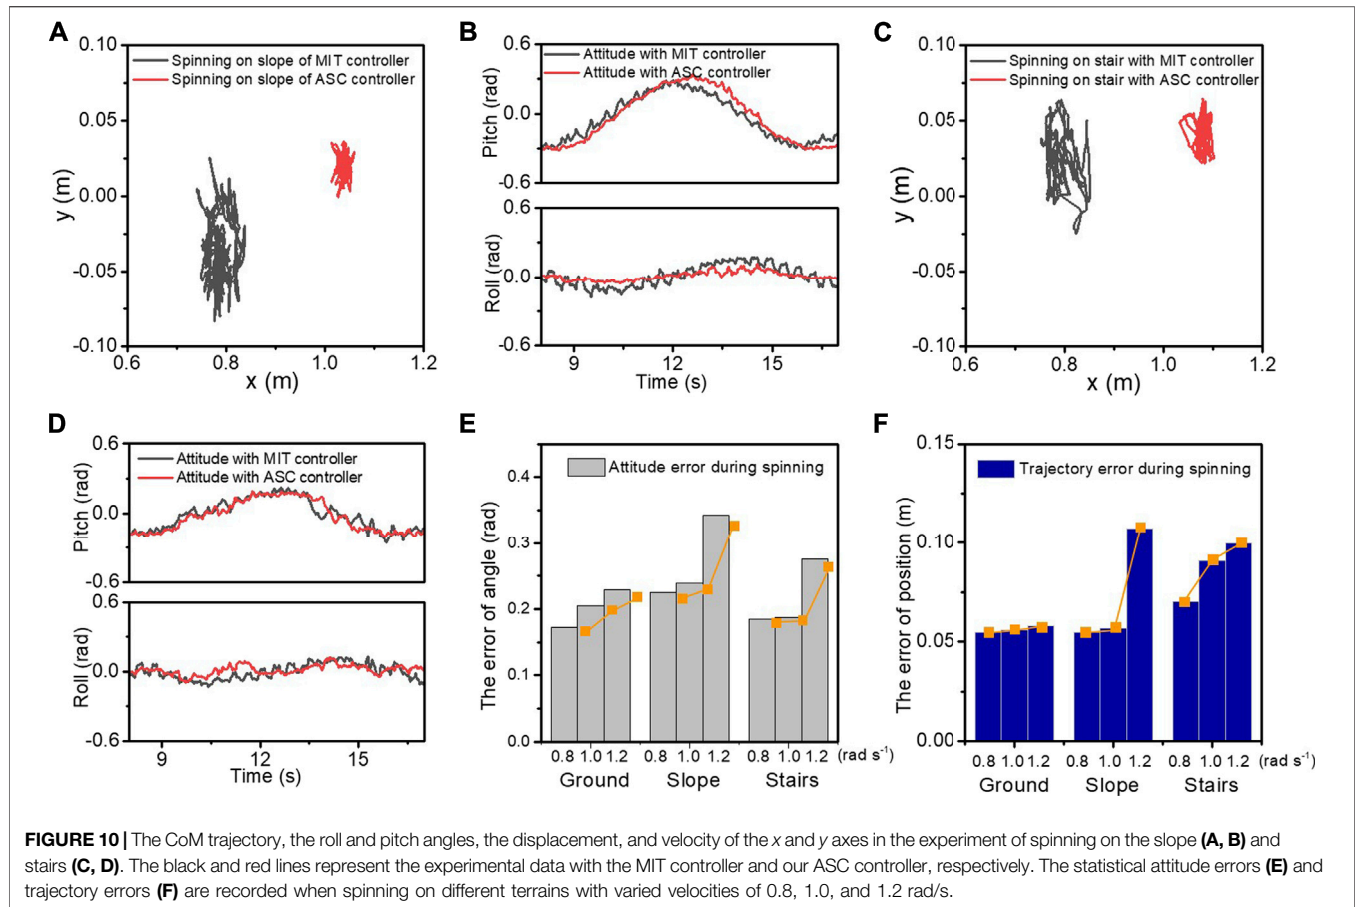 A
0.10
0.05
0.00
-0.05
-0.10
y (m)
Spinning on slope of MIT controller
Spinning on slope of ASC controller
0.6
0.8
1.0
1.2
x (m)
B
0.6
0.0
-0.6
Pitch (rad)
Attitude with MIT controller
Attitude with ASC controller
0.6
0.0
-0.6
Roll (rad)
9
12
15
Time (s)
C
0.10
0.05
0.00
-0.05
-0.10
y (m)
Spinning on stair with MIT controller
Spinning on stair with ASC controller
0.6
0.8
1.0
1.2
x (m)
D
0.6
0.0
-0.6
Pitch (rad)
Attitude with MIT controller
Attitude with ASC controller
0.6
0.0
-0.6
Roll (rad)
9
12
15
Time (s)
E
0.4
0.3
0.2
0.1
0.0
The error of angle (rad)
Attitude error during spinning
0.8 1.0 1.2 0.8 1.0 1.2 0.8 1.0 1.2 (rad s⁻¹)
Ground Slope Stairs
F
0.15
0.10
0.05
0.00
The error of position (m)
Trajectory error during spinning
0.8 1.0 1.2 0.8 1.0 1.2 0.8 1.0 1.2 (rad s⁻¹)
Ground Slope Stairs
FIGURE 10 | The CoM trajectory, the roll and pitch angles, the displacement, and velocity of the x and y axes in the experiment of spinning on the slope (A, B) and
stairs (C, D). The black and red lines represent the experimental data with the MIT controller and our ASC controller, respectively. The statistical attitude errors (E) and
trajectory errors (F) are recorded when spinning on different terrains with varied velocities of 0.8, 1.0, and 1.2 rad/s.